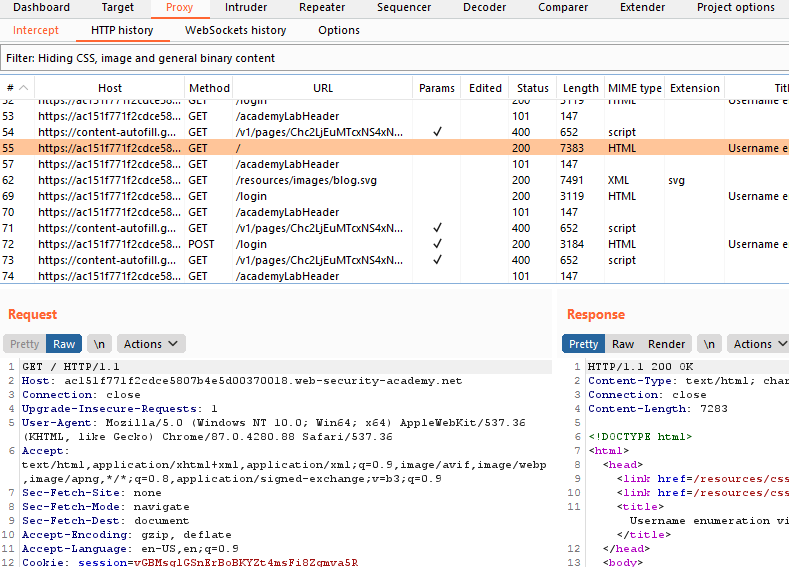 Dashboard Target Proxy Intruder Repeater Sequencer Decoder Comparer Extender Project options
Intercept HTTP history WebSockets history Options
Filter: Hiding CSS, image and general binary content
# Host Method URL Params Edited Status Length MIME type Extension Titl
52 https://ac151f771f2cdce58... GET /login 200 3119 HTML Username e
53 https://ac151f771f2cdce58... GET /academyLabHeader 101 147
54 https://content-autofill.g... GET /v1/pages/Chc2LjEuMTcxNS4xN... ✓ 400 652 script
55 https://ac151f771f2cdce58... GET / 200 7383 HTML Username e
57 https://ac151f771f2cdce58... GET /academyLabHeader 101 147
62 https://ac151f771f2cdce58... GET /resources/images/blog.svg 200 7491 XML svg
69 https://ac151f771f2cdce58... GET /login 200 3119 HTML Username e
70 https://ac151f771f2cdce58... GET /academyLabHeader 101 147
71 https://content-autofill.g... GET /v1/pages/Chc2LjEuMTcxNS4xN... ✓ 400 652 script
72 https://ac151f771f2cdce58... POST /login ✓ 200 3184 HTML Username e
73 https://content-autofill.g... GET /v1/pages/Chc2LjEuMTcxNS4xN... ✓ 400 652 script
74 https://ac151f771f2cdce58... GET /academyLabHeader 101 147
Request
Pretty Raw \n Actions
1 GET / HTTP/1.1
2 Host: ac151f771f2cdce5807b4e5d00370018.web-security-academy.net
3 Connection: close
4 Upgrade-Insecure-Requests: 1
5 User-Agent: Mozilla/5.0 (Windows NT 10.0; Win64; x64) AppleWebKit/537.36
(KHTML, like Gecko) Chrome/87.0.4280.88 Safari/537.36
6 Accept:
text/html,application/xhtml+xml,application/xml;q=0.9,image/avif,image/webp
,image/apng,*/*;q=0.8,application/signed-exchange;v=b3;q=0.9
7 Sec-Fetch-Site: none
8 Sec-Fetch-Mode: navigate
9 Sec-Fetch-Dest: document
10 Accept-Encoding: gzip, deflate
11 Accept-Language: en-US,en;q=0.9
12 Cookie: session=vGBMsqlGSnErBoBKYZt4msFi8Zqmva5R
Response
Pretty Raw Render \n Actions
1 HTTP/1.1 200 OK
2 Content-Type: text/html; char
3 Connection: close
4 Content-Length: 7283
5
6 <!DOCTYPE html>
7 <html>
8 <head>
9 <link href=/resources/css
10 <link href=/resources/css
11 <title>
Username enumeration vi
</title>
12 </head>
13 <body>